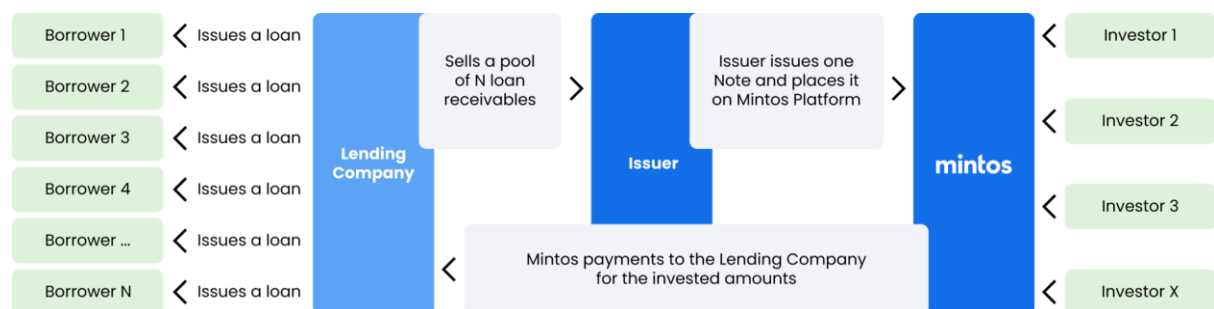 Borrower 1
Issues a loan
Borrower 2
Issues a loan
Borrower 3
Issues a loan
Borrower 4
Issues a loan
Borrower ...
Issues a loan
Borrower N
Issues a loan
Lending
Company
Sells a pool
of N loan
receivables
Issuer
Issuer issues one
Note and places it
on Mintos Platform
mintos
Mintos payments to the Lending Company
for the invested amounts
Investor 1
Investor 2
Investor 3
Investor X